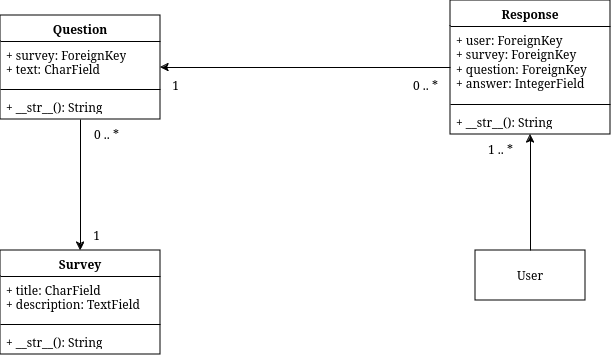 Question
+ survey: ForeignKey
+ text: CharField
+ __str__(): String
Response
+ user: ForeignKey
+ survey: ForeignKey
+ question: ForeignKey
+ answer: IntegerField
+ __str__(): String
1
0 .. *
0 .. *
1
1 .. *
Survey
+ title: CharField
+ description: TextField
+ __str__(): String
User